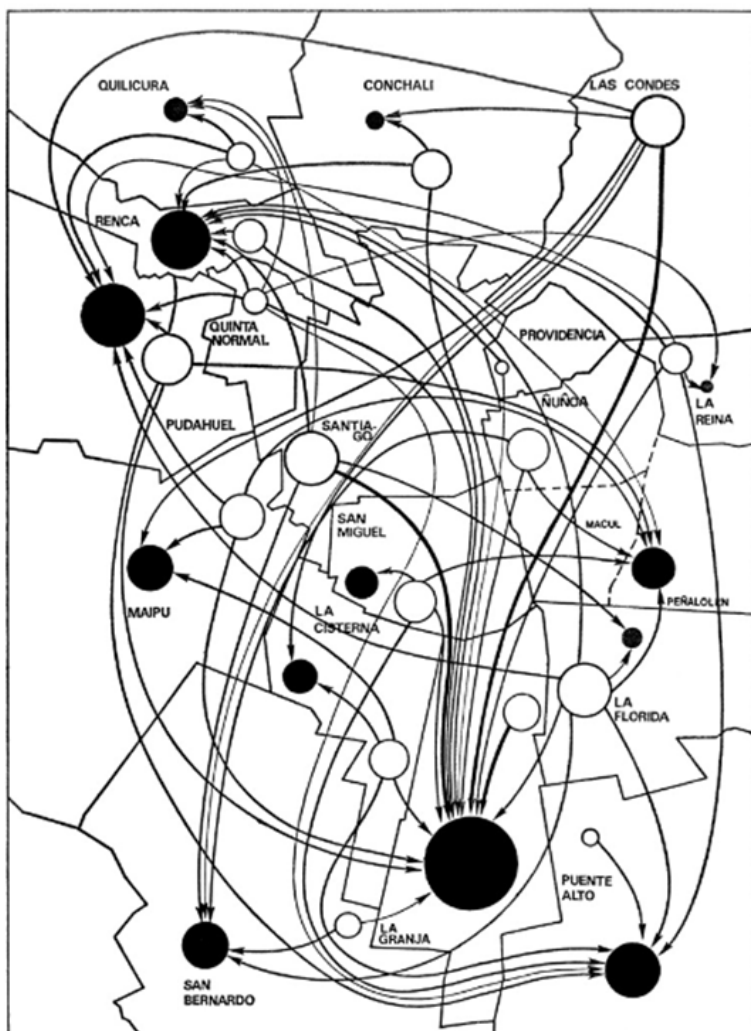 QUILICURA
CONCHALI
LAS CONDES
RENCA
QUINTA
NORMAL
PROVIDENCIA
LA
REINA
ÑUÑOA
PUDAHUEL
SANTIA-
GO
SAN
MIGUEL
MACUL
MAIPU
LA
CISTERNA
PEÑALOLEN
LA
FLORIDA
PUENTE
ALTO
LA
GRANJA
SAN
BERNARDO